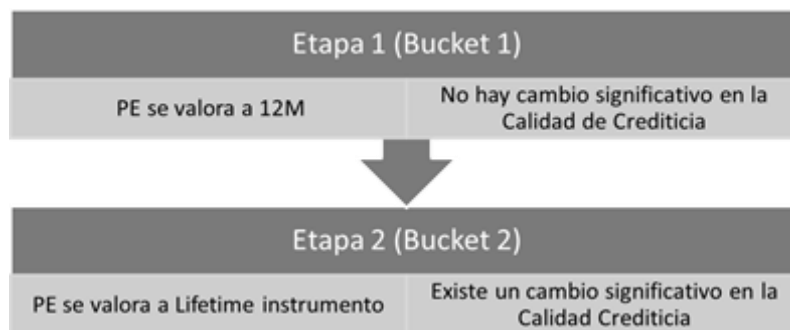 Etapa 1 (Bucket 1)
PE se valora a 12M
No hay cambio significativo en la
Calidad de Crediticia
Etapa 2 (Bucket 2)
PE se valora a Lifetime instrumento
Existe un cambio significativo en la
Calidad Crediticia